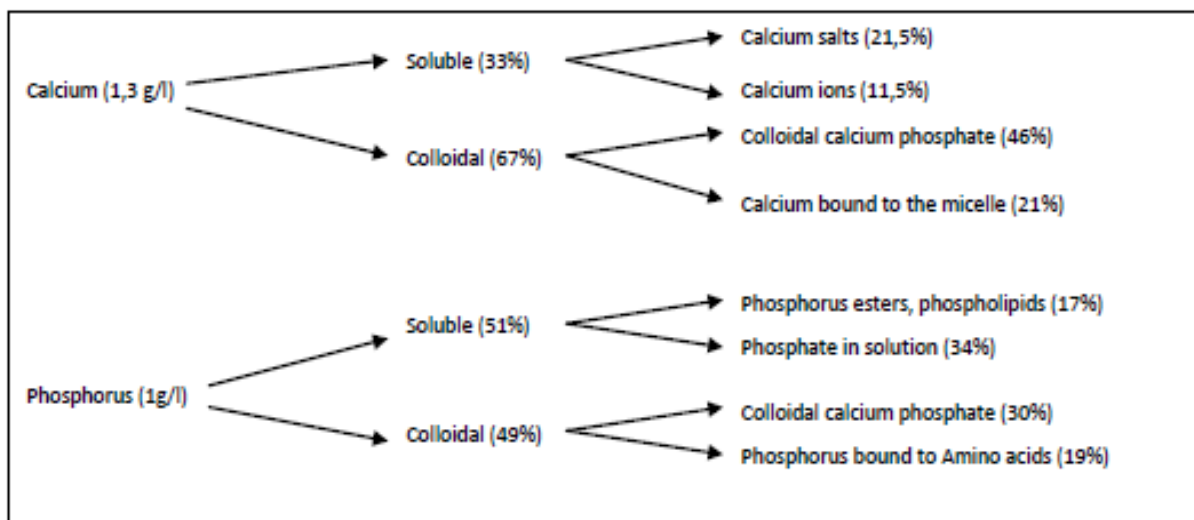 Calcium salts (21,5%)
Soluble (33%)
Calcium (1,3 g/l)
Calcium ions (11,5%)
Colloidal calcium phosphate (46%)
Colloidal (67%)
Calcium bound to the micelle (21%)
Phosphorus esters, phospholipids (17%)
Soluble (51%)
Phosphate in solution (34%)
Phosphorus (1g/l)
Colloidal calcium phosphate (30%)
Colloidal (49%)
Phosphorus bound to Amino acids (19%)